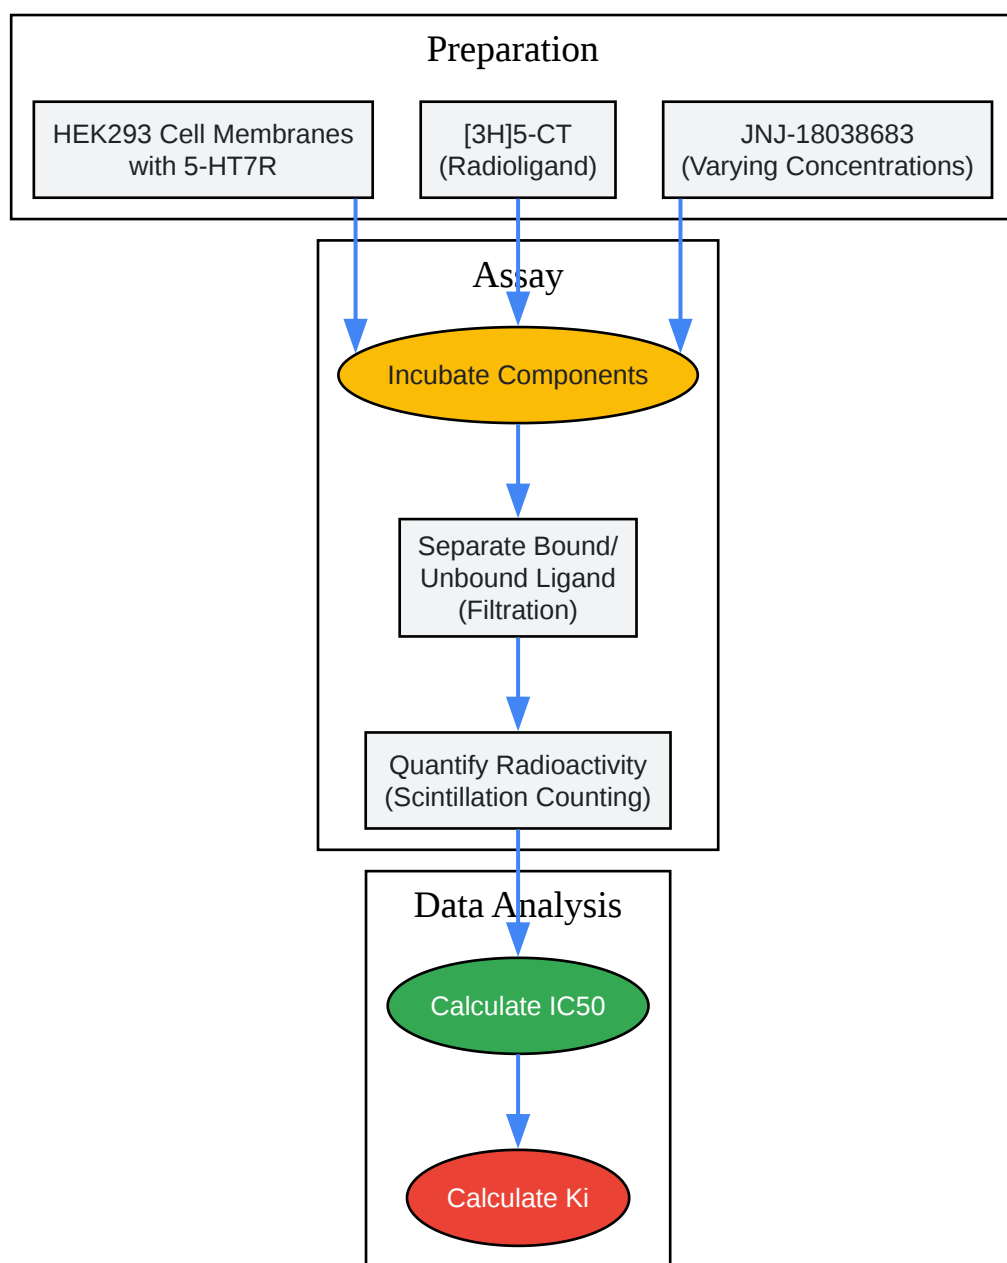 Preparation
HEK293 Cell Membranes
with 5-HT7R
[3H]5-CT
(Radioligand)
JNJ-18038683
(Varying Concentrations)
Assay
Incubate Components
Separate Bound/
Unbound Ligand
(Filtration)
Quantify Radioactivity
(Scintillation Counting)
Data Analysis
Calculate IC50
Calculate Ki